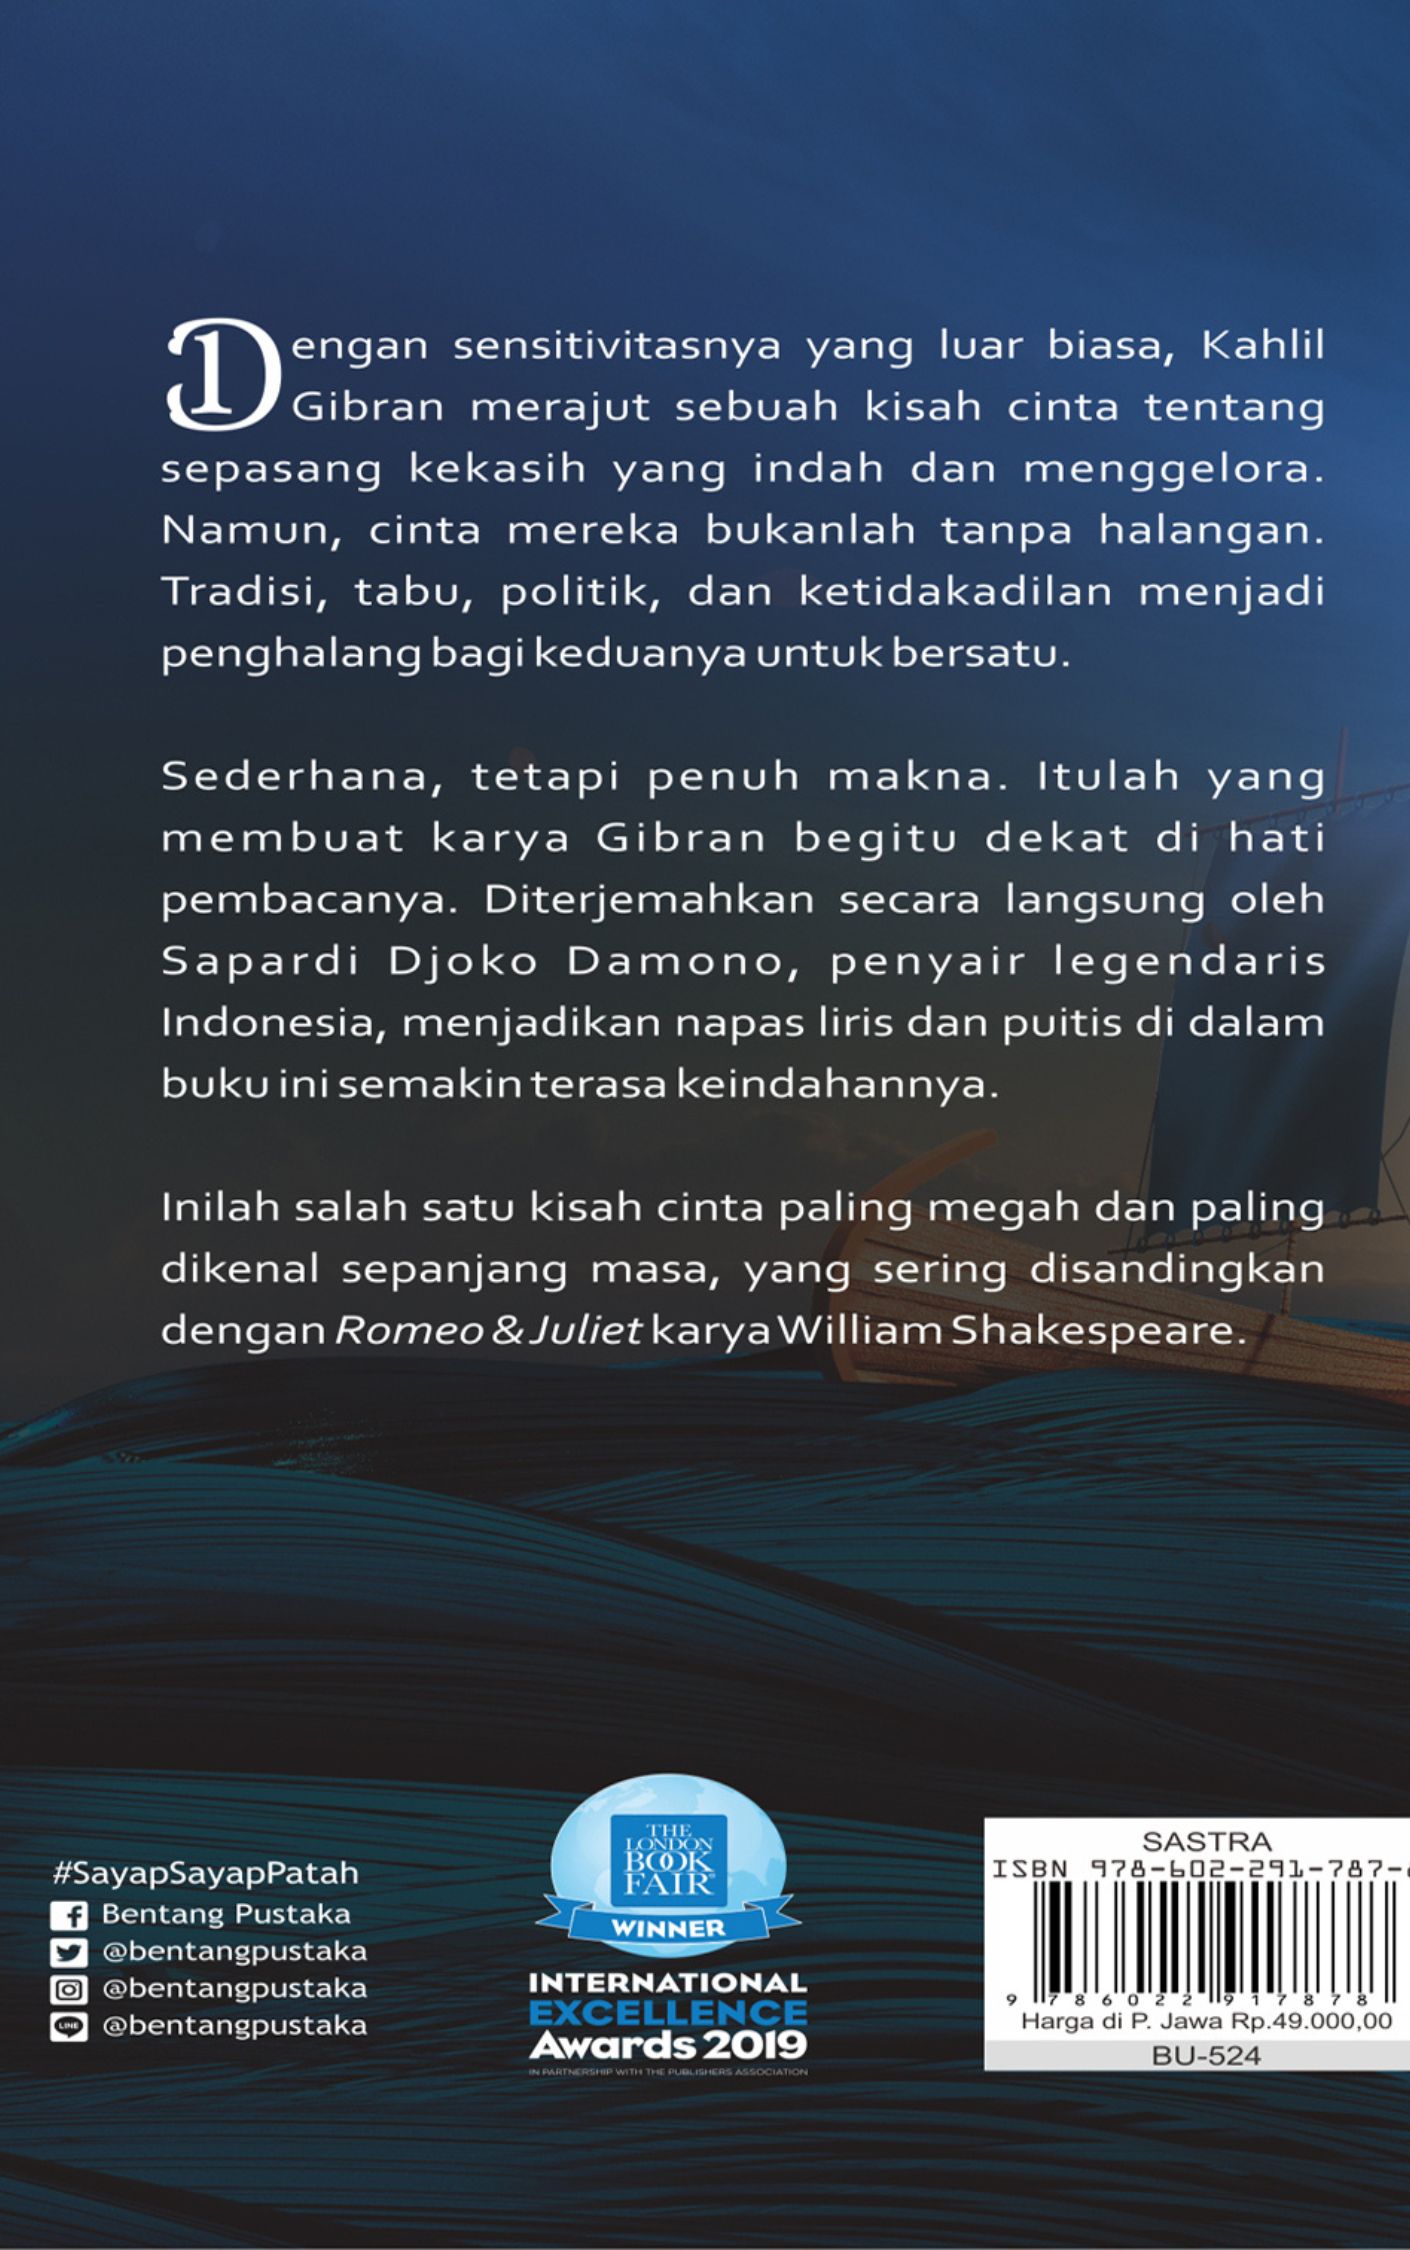 Dengan sensitivitasnya yang luar biasa, Kahlil
Gibran merajut sebuah kisah cinta tentang
sepasang kekasih yang indah dan menggelora.
Namun, cinta mereka bukanlah tanpa halangan.
Tradisi, tabu, politik, dan ketidakadilan menjadi
penghalang bagi keduanya untuk bersatu.
Sederhana, tetapi penuh makna. Itulah yang
membuat karya Gibran begitu dekat di hati
pembacanya. Diterjemahkan secara langsung oleh
Sapardi Djoko Damono, penyair legendaris
Indonesia, menjadikan napas liris dan puitis di dalam
buku ini semakin terasa keindahannya.
Inilah salah satu kisah cinta paling megah dan paling
dikenal sepanjang masa, yang sering disandingkan
dengan Romeo & Juliet karya William Shakespeare.
#SayapSayapPatah
Bentang Pustaka
@bentangpustaka
@bentangpustaka
LINE @bentangpustaka
THE
LONDON
BOOK
FAIR
WINNER
INTERNATIONAL
EXCELLENCE
Awards 2019
IN PARTNERSHIP WITH THE PUBLISHERS ASSOCIATION
SASTRA
ISBN 978-602-291-787-
9 786022 917878
Harga di P. Jawa Rp.49.000,00
BU-524